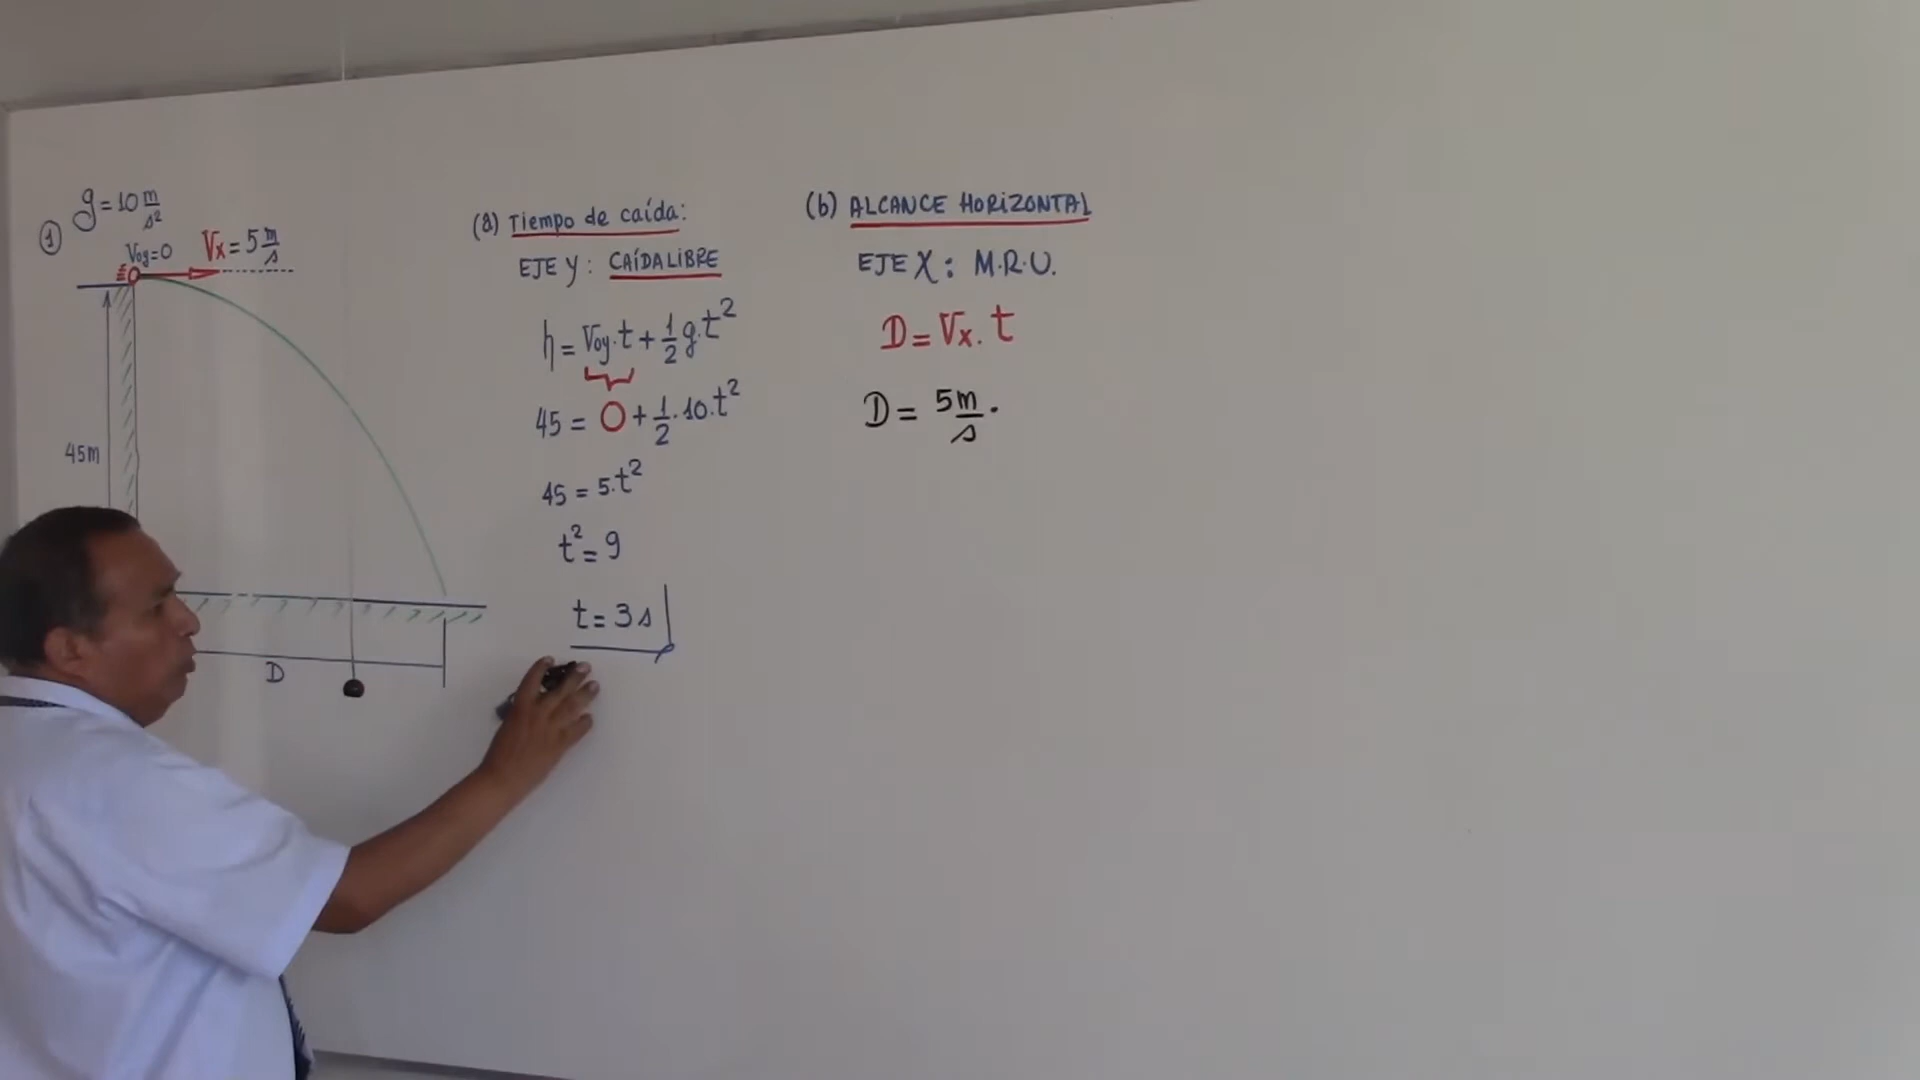 ① g = 10 m/s²
Voy=0 Vx = 5 m/s
45m
D
(a) Tiempo de caída:
EJE Y: CAÍDA LIBRE
h = Voy.t + 1/2 g.t²
45 = 0 + 1/2.10.t²
45 = 5.t²
t² = 9
t = 3 s
(b) ALCANCE HORIZONTAL
EJE X: M.R.U.
D = Vx. t
D = 5m/s .